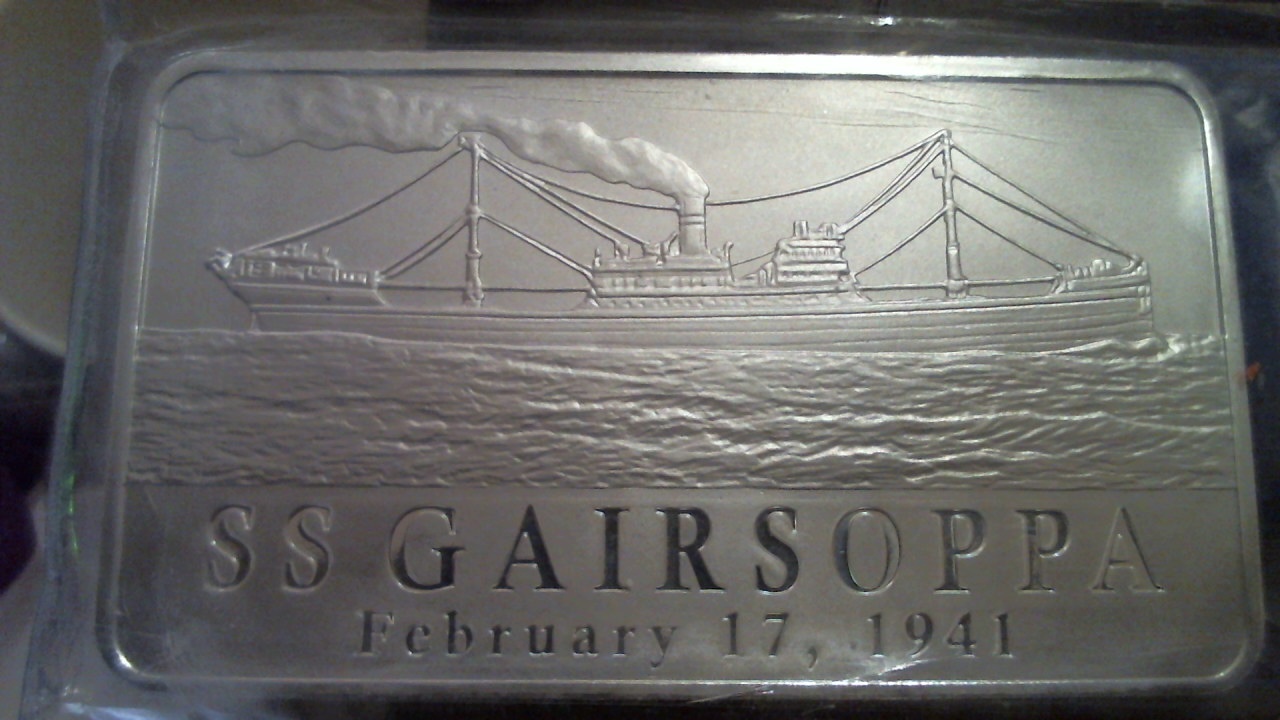 SS GAIRSOPPA
February 17, 1941